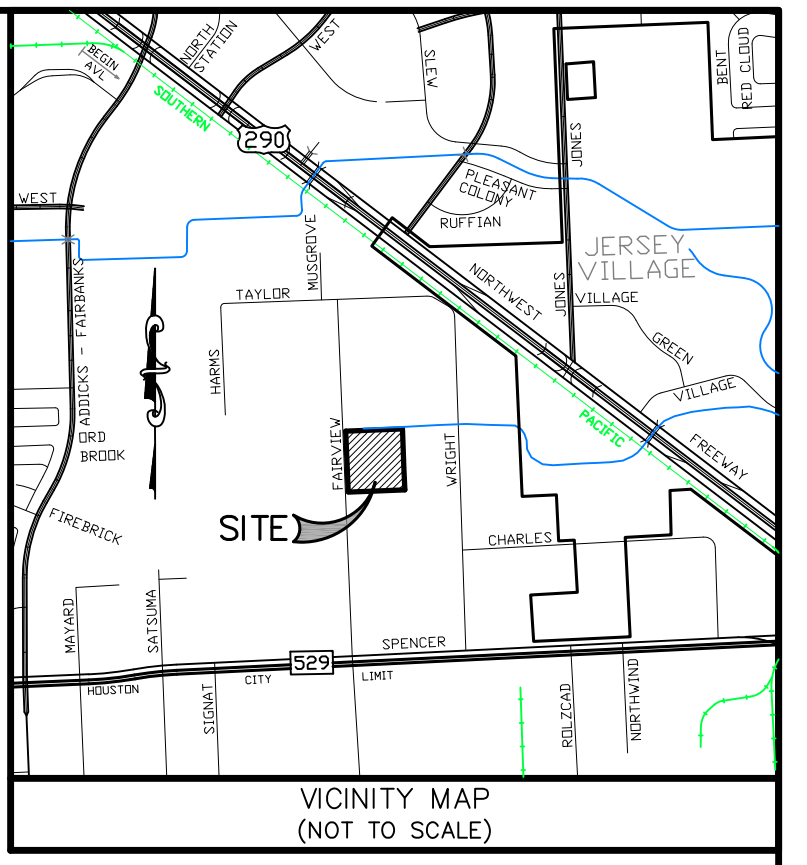 NORTH
STATION
WEST
SLEW
BENT
RED CLOUD
BEGIN
AVL
SOUTHERN
290
JONES
PLEASANT
COLONY
RUFFIAN
WEST
MUSGROVE
JERSEY
VILLAGE
NORTHWEST
JONES
VILLAGE
TAYLOR
HARMS
GREEN
VILLAGE
ADDICKS - FAIRBANKS
ORD
BROOK
PACIFIC
FREEWAY
FAIRVIEW
WRIGHT
SITE
FIREBRICK
CHARLES
MAYARD
SATSUMA
SPENCER
529
HOUSTON
CITY
LIMIT
SIGNAT
ROLZCAD
NORTHWIND
VICINITY MAP
(NOT TO SCALE)